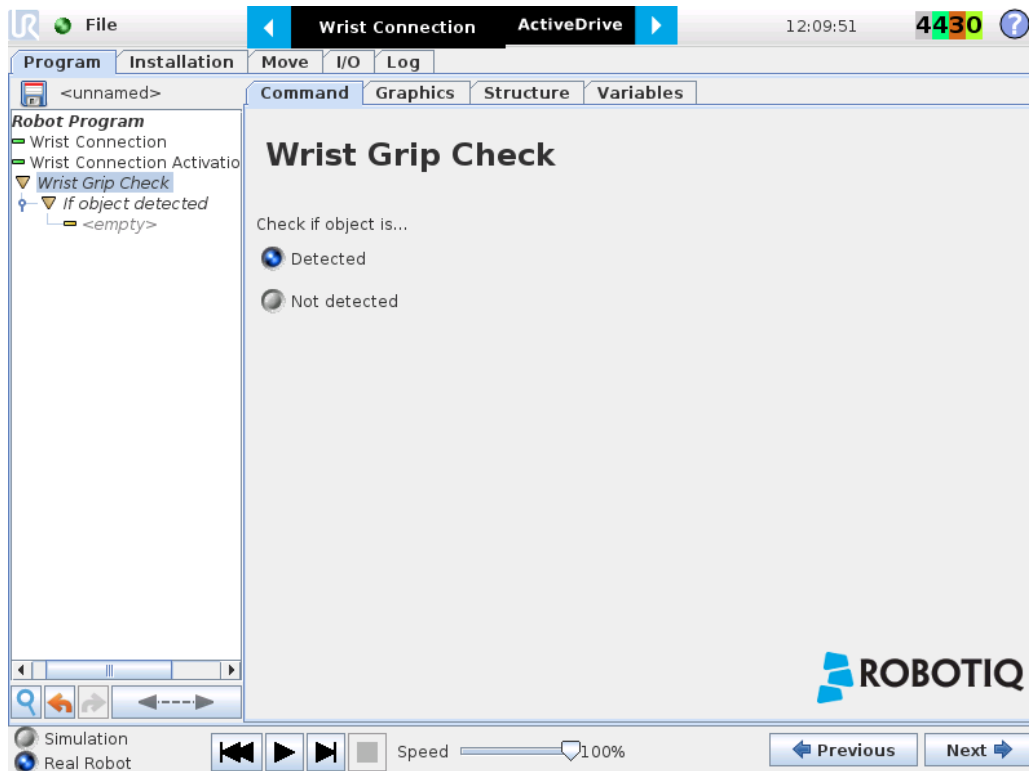 UR File Wrist Connection ActiveDrive 12:09:51 4430 ?
Program Installation Move I/O Log
<unnamed> Command Graphics Structure Variables
Robot Program
Wrist Connection
Wrist Connection Activatio
Wrist Grip Check
If object detected
<empty>
Wrist Grip Check
Check if object is...
Detected
Not detected
ROBOTIQ
Simulation
Real Robot
Speed 100%
Previous Next